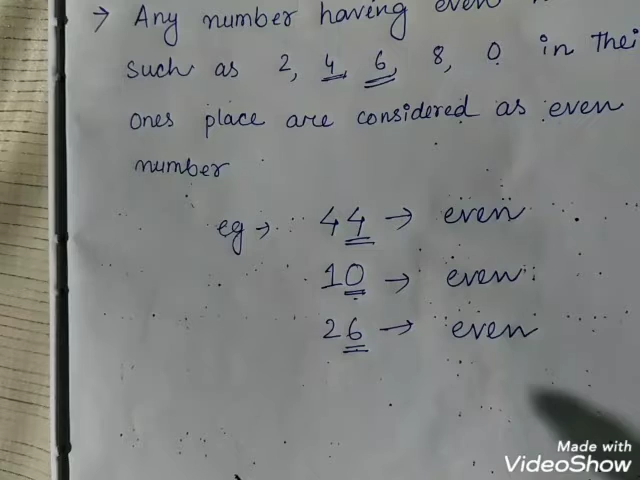 → Any number having even
such as 2, 4, 6, 8, 0 in thei
ones place are considered as even
number
eg → 44 → even
10 → even
26 → even
Made with
VideoShow